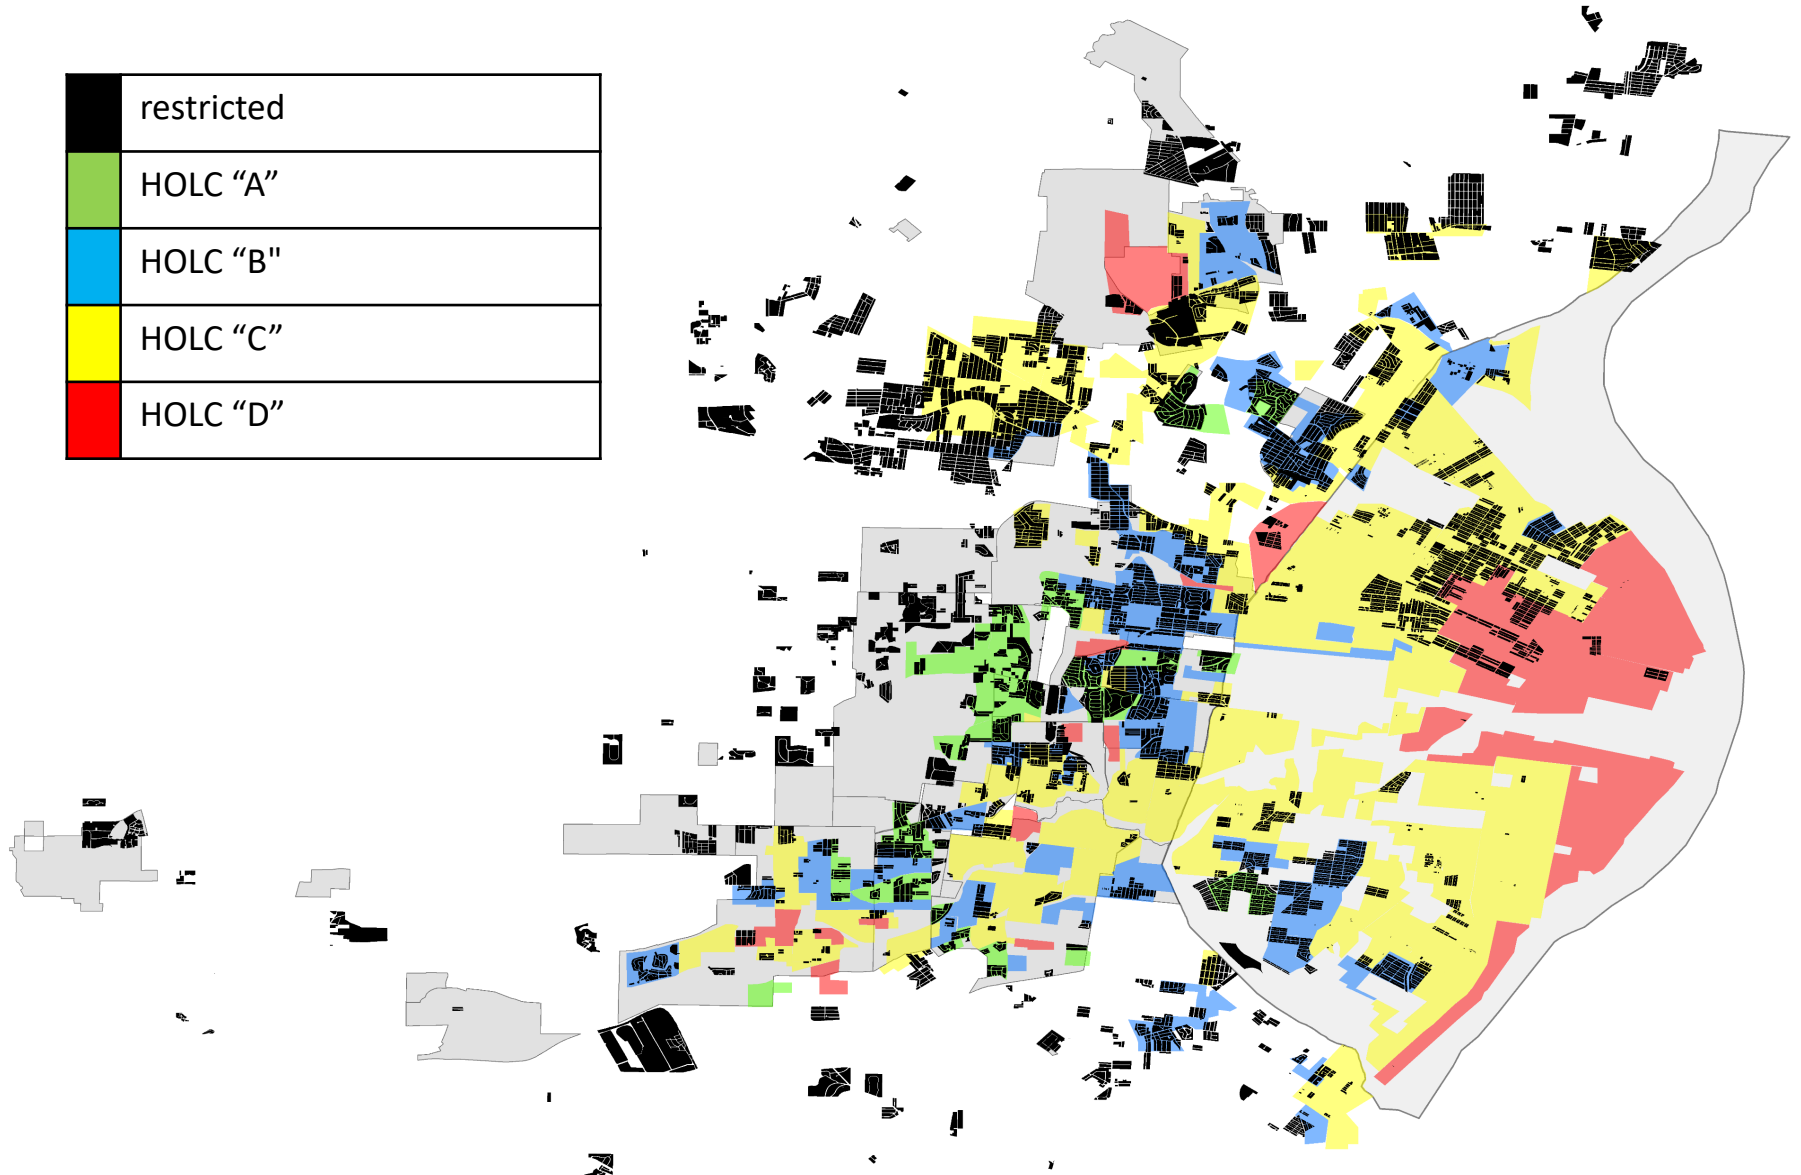 restricted
HOLC “A”
HOLC “B"
HOLC “C”
HOLC “D”